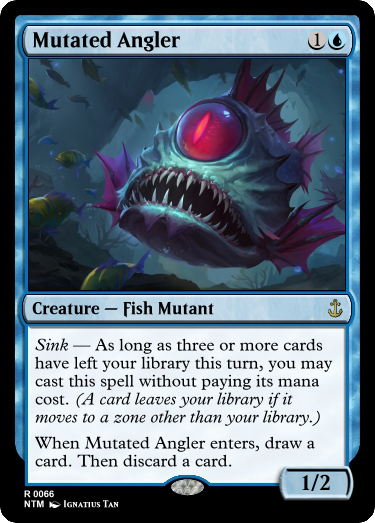 Mutated Angler 1
Creature — Fish Mutant
Sink — As long as three or more cards
have left your library this turn, you may
cast this spell without paying its mana
cost. (A card leaves your library if it
moves to a zone other than your library.)
When Mutated Angler enters, draw a
card. Then discard a card.
1/2
R 0066
NTM Ignatius Tan